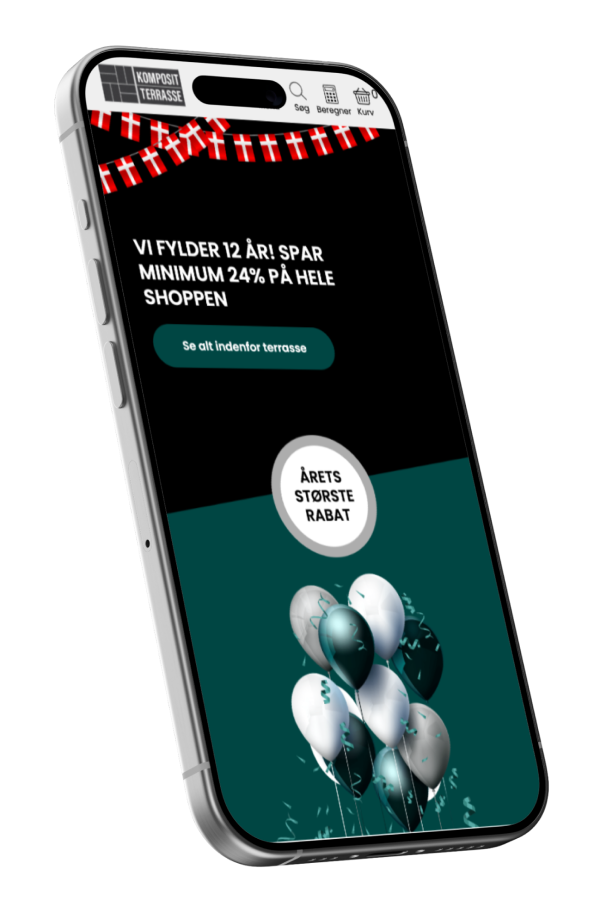 KOMPOSIT
TERRASSE
0
Søg
Beregner
Kurv
VI FYLDER 12 ÅR! SPAR
MINIMUM 24% PÅ HELE
SHOPPEN
Se alt indenfor terrasse
ÅRETS
STØRSTE
RABAT